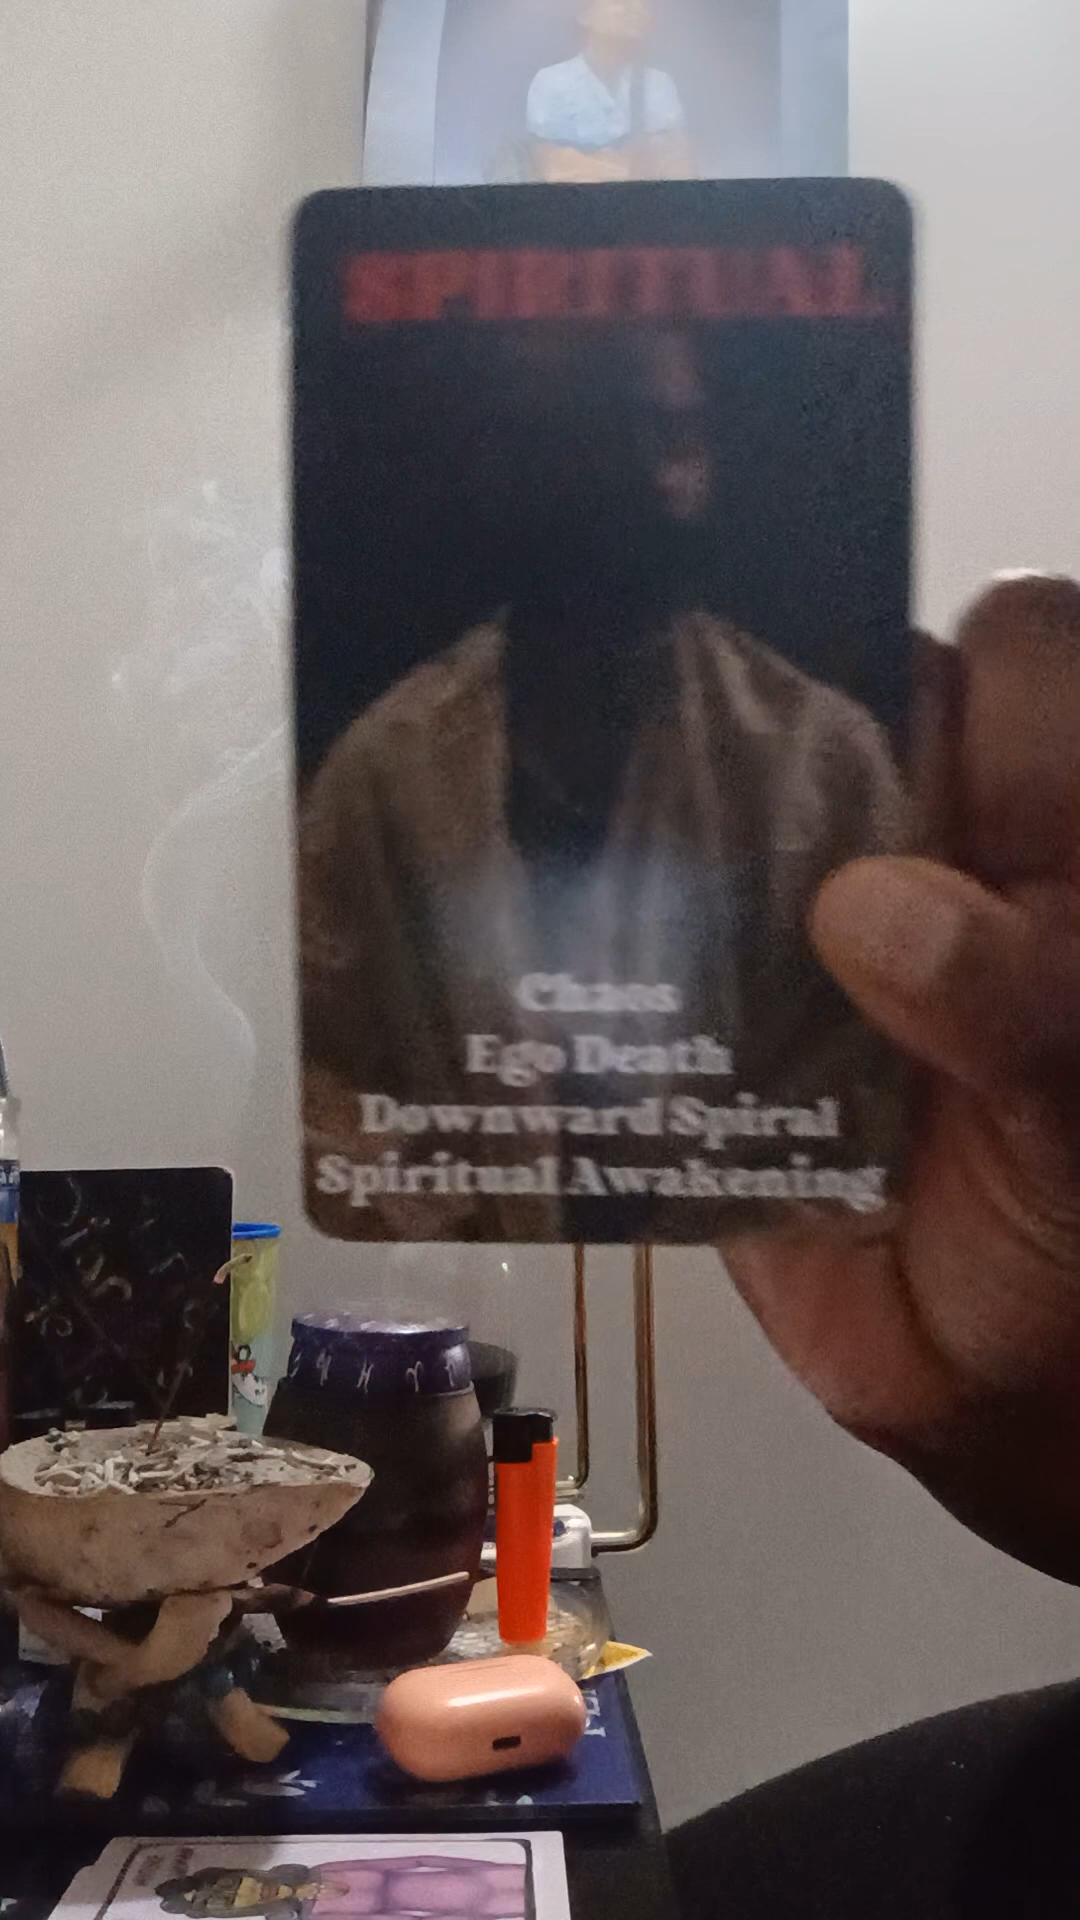 SPIRITUAL
Chaos
Ego Death
Downward Spiral
Spiritual Awakening